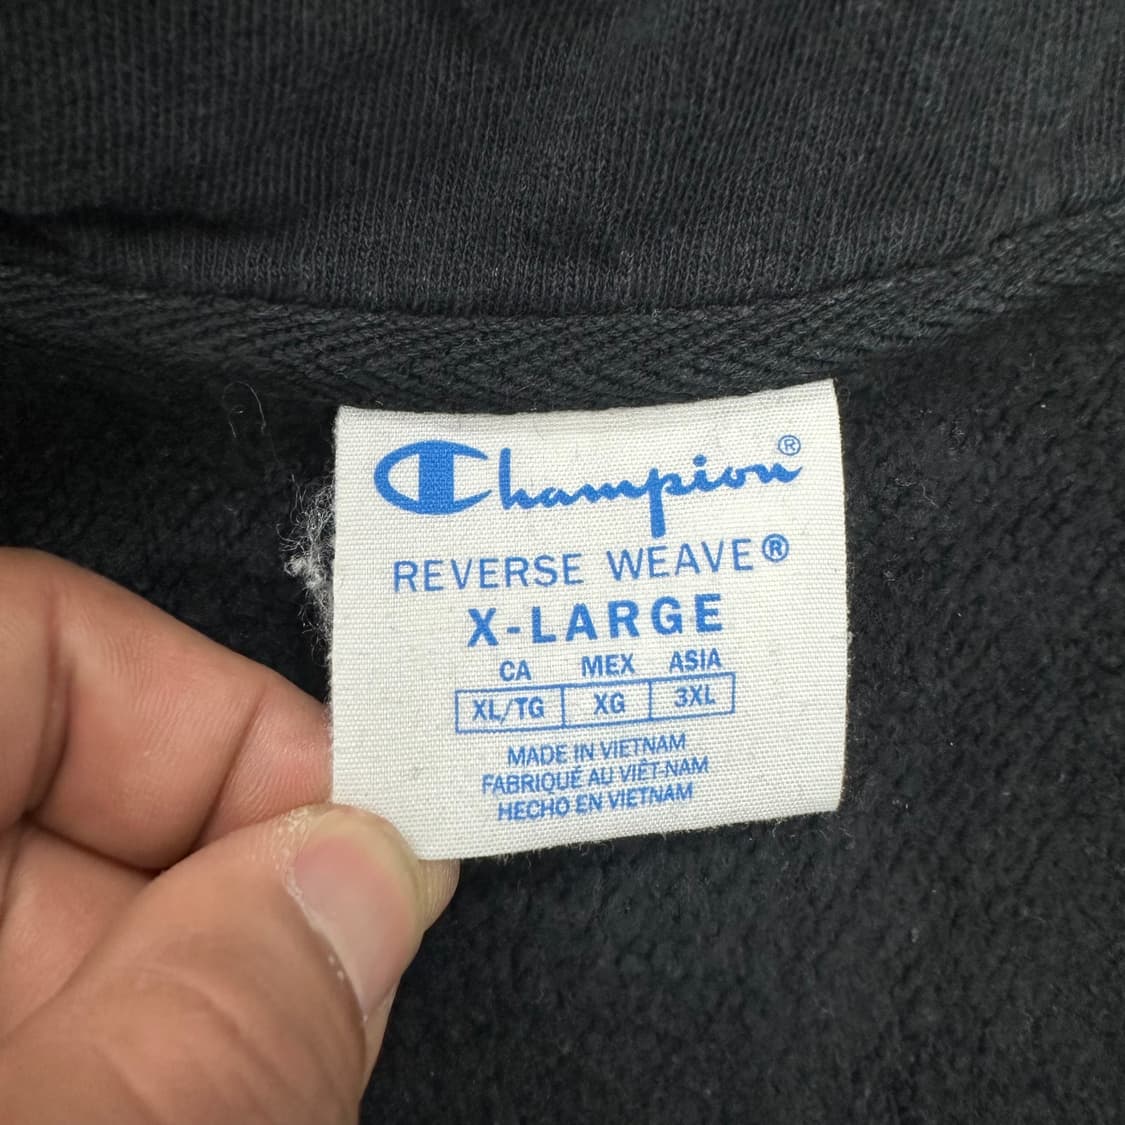 Champion®
REVERSE WEAVE®
X-LARGE
CA MEX ASIA
XL/TG XG 3XL
MADE IN VIETNAM
FABRIQUÉ AU VIÊT-NAM
HECHO EN VIETNAM